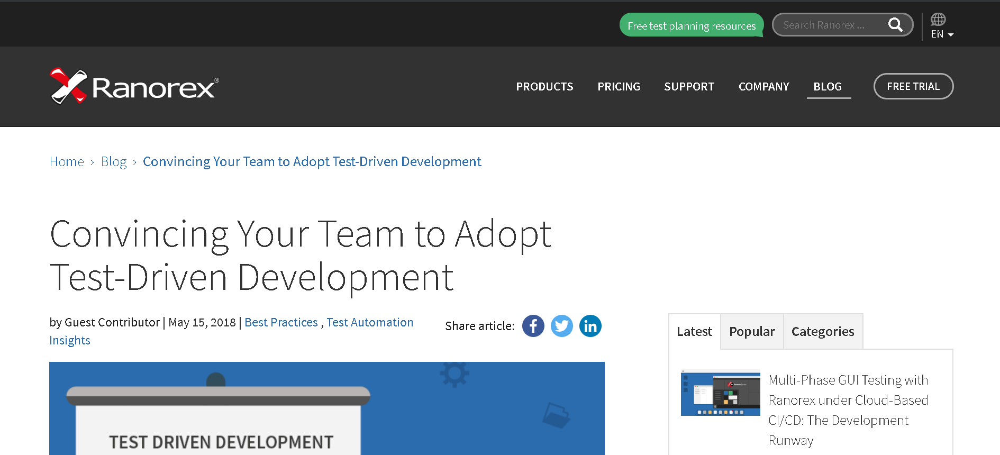 Free test planning resources
Search Ranorex ...
EN
Ranorex®
PRODUCTS
PRICING
SUPPORT
COMPANY
BLOG
FREE TRIAL
Home › Blog › Convincing Your Team to Adopt Test-Driven Development
Convincing Your Team to Adopt
Test-Driven Development
by Guest Contributor | May 15, 2018 | Best Practices , Test Automation
Insights
Share article:
TEST DRIVEN DEVELOPMENT
Latest
Popular
Categories
Multi-Phase GUI Testing with
Ranorex under Cloud-Based
CI/CD: The Development
Runway